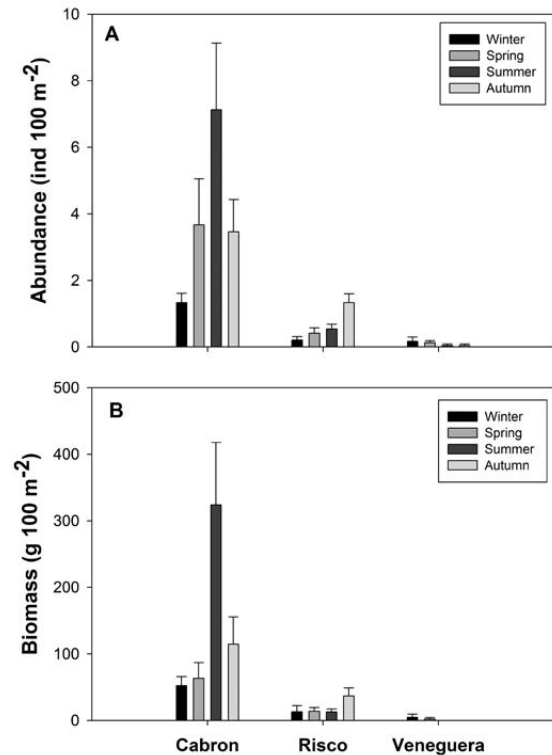 A
Winter
Spring
Summer
Autumn
Abundance (ind 100 m⁻²)
10
8
6
4
2
0
B
Winter
Spring
Summer
Autumn
Biomass (g 100 m⁻²)
500
400
300
200
100
0
Cabron Risco Veneguera